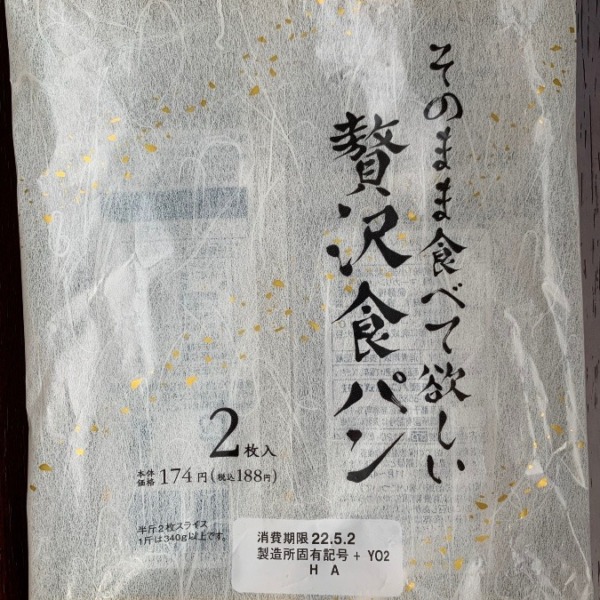 そのまま食べて欲しい
贅沢食パン
2枚入
本体価格 174円(税込188円)
半斤2枚スライス
1斤は340g以上です。
消費期限 22.5.2
製造所固有記号 + YO2
H A